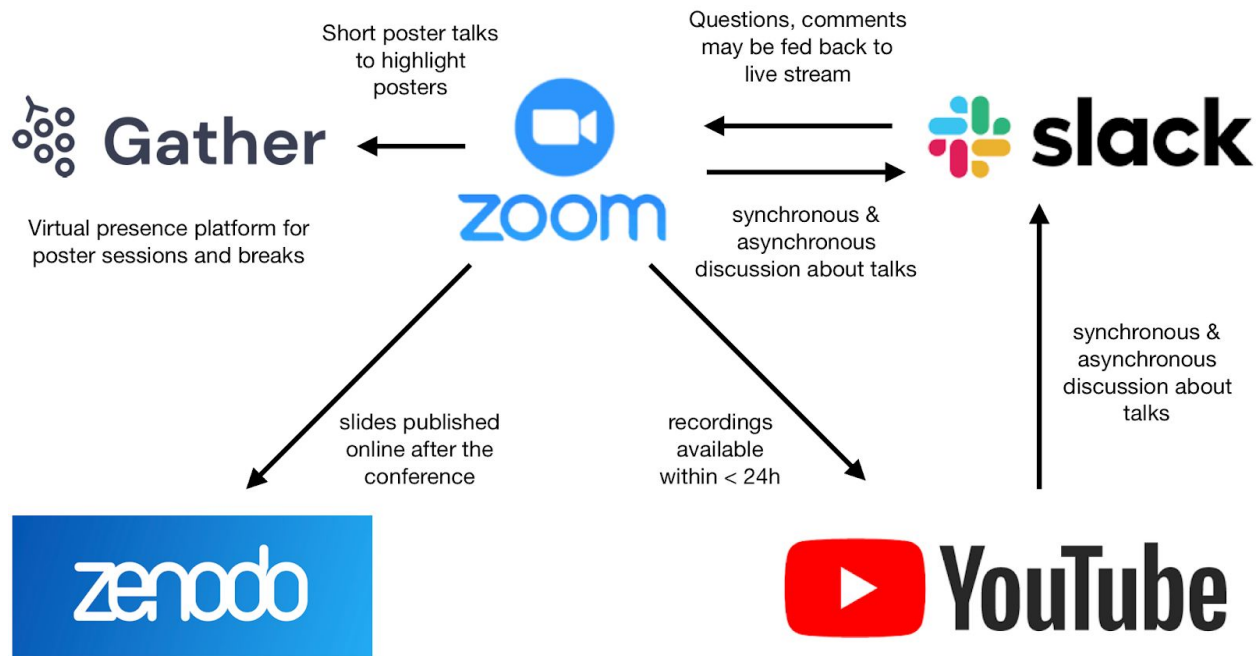 Short poster talks
to highlight
posters
Questions, comments
may be fed back to
live stream
Gather
zoom
slack
Virtual presence platform for
poster sessions and breaks
synchronous &
asynchronous
discussion about talks
synchronous &
asynchronous
discussion about
talks
slides published
online after the
conference
recordings
available
within < 24h
zenodo
YouTube